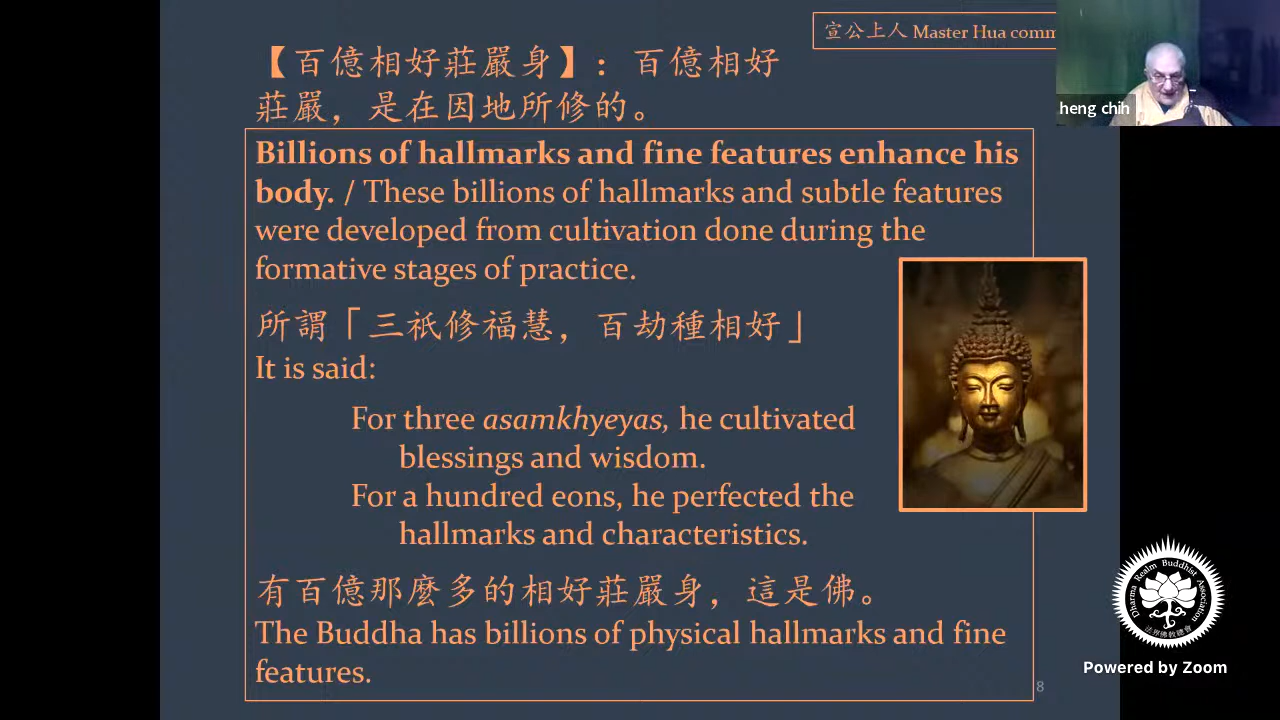 宣公上人 Master Hua comm
heng chih
【百億相好莊嚴身】：百億相好
莊嚴，是在因地所修的。
Billions of hallmarks and fine features enhance his
body. / These billions of hallmarks and subtle features
were developed from cultivation done during the
formative stages of practice.
所謂「三祇修福慧，百劫種相好」
It is said:
For three asamkhyeyas, he cultivated
blessings and wisdom.
For a hundred eons, he perfected the
hallmarks and characteristics.
有百億那麼多的相好莊嚴身，這是佛。
The Buddha has billions of physical hallmarks and fine
features.
8
Dharma Realm Buddhist Association
法界佛教總會
Powered by Zoom